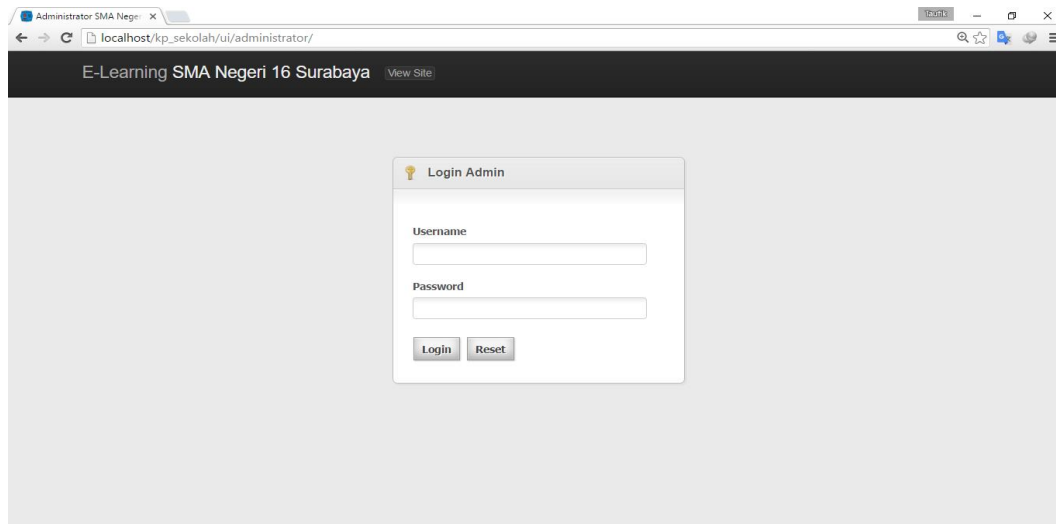 Administrator SMA Neger
Taufik
localhost/kp_sekolah/ui/administrator/
E-Learning SMA Negeri 16 Surabaya View Site
Login Admin
Username
Password
Login Reset